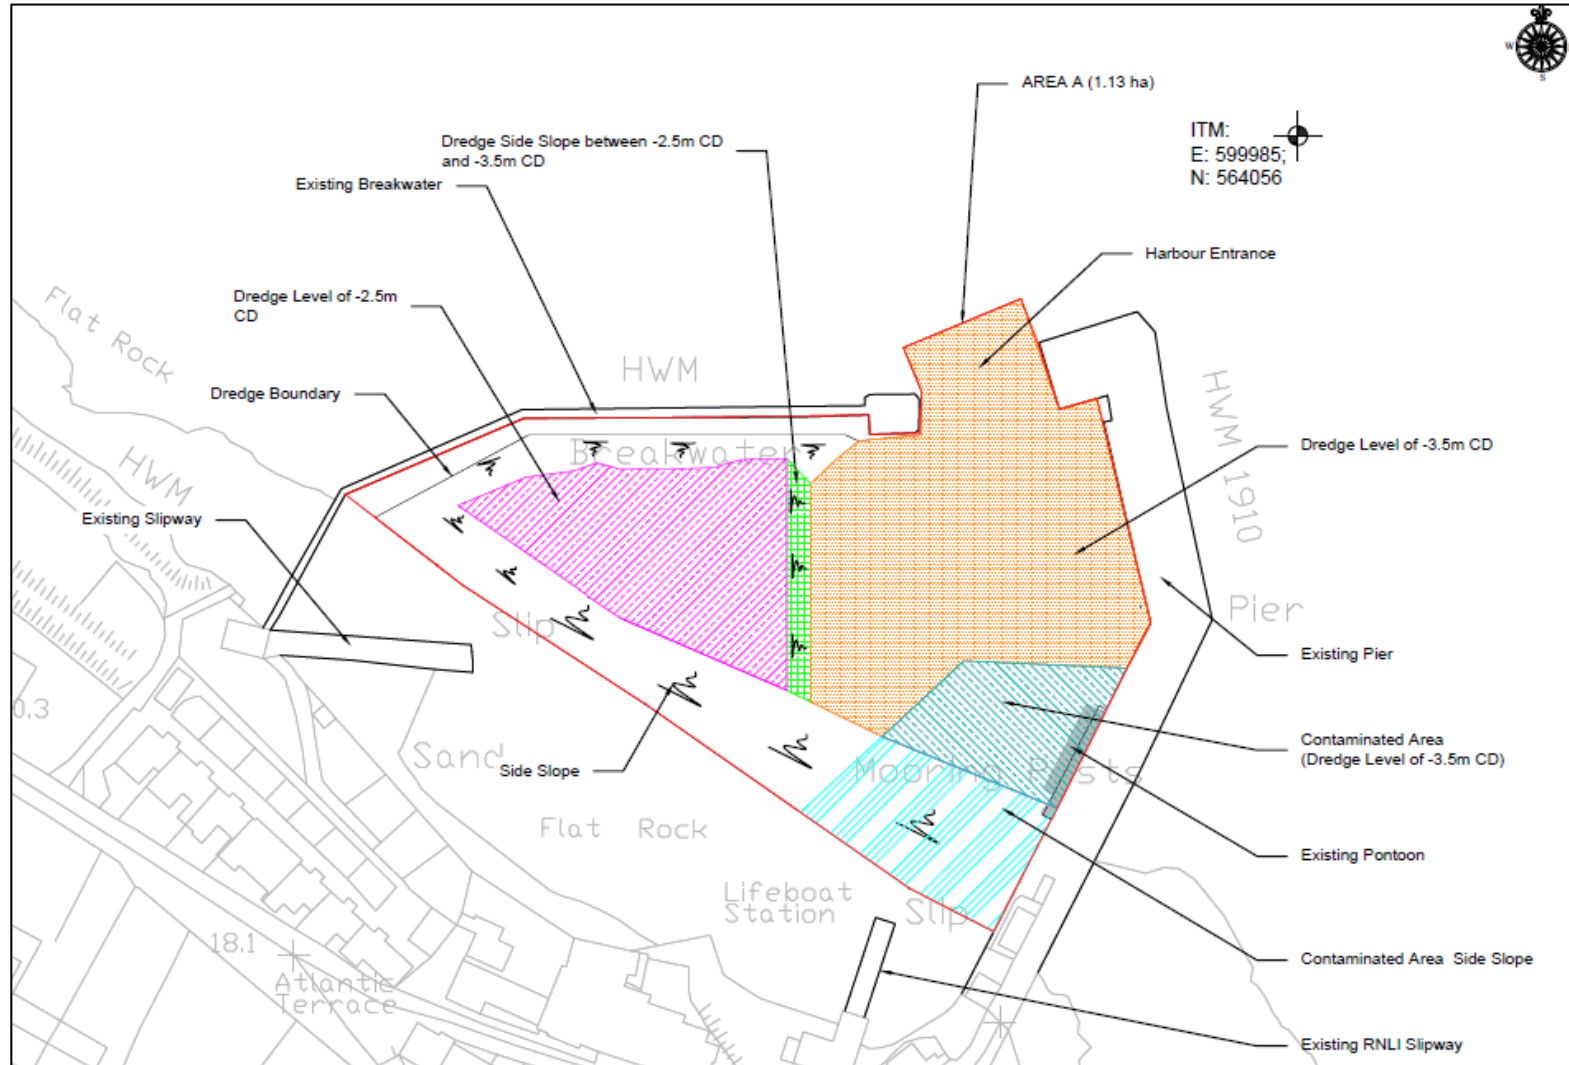 W
S
AREA A (1.13 ha)
ITM:
E: 599985;
N: 564056
Dredge Side Slope between -2.5m CD
and -3.5m CD
Existing Breakwater
Harbour Entrance
Dredge Level of -2.5m
CD
Flat Rock
HWM
Dredge Boundary
HWM 1910
Breakwater
Dredge Level of -3.5m CD
HWM
Existing Slipway
Slip
Pier
Existing Pier
0.3
Sand
Side Slope
Contaminated Area
(Dredge Level of -3.5m CD)
Mooring Posts
Flat Rock
Existing Pontoon
Lifeboat
Station
Slip
18.1
Atlantic
Terrace
Contaminated Area Side Slope
Existing RNLI Slipway